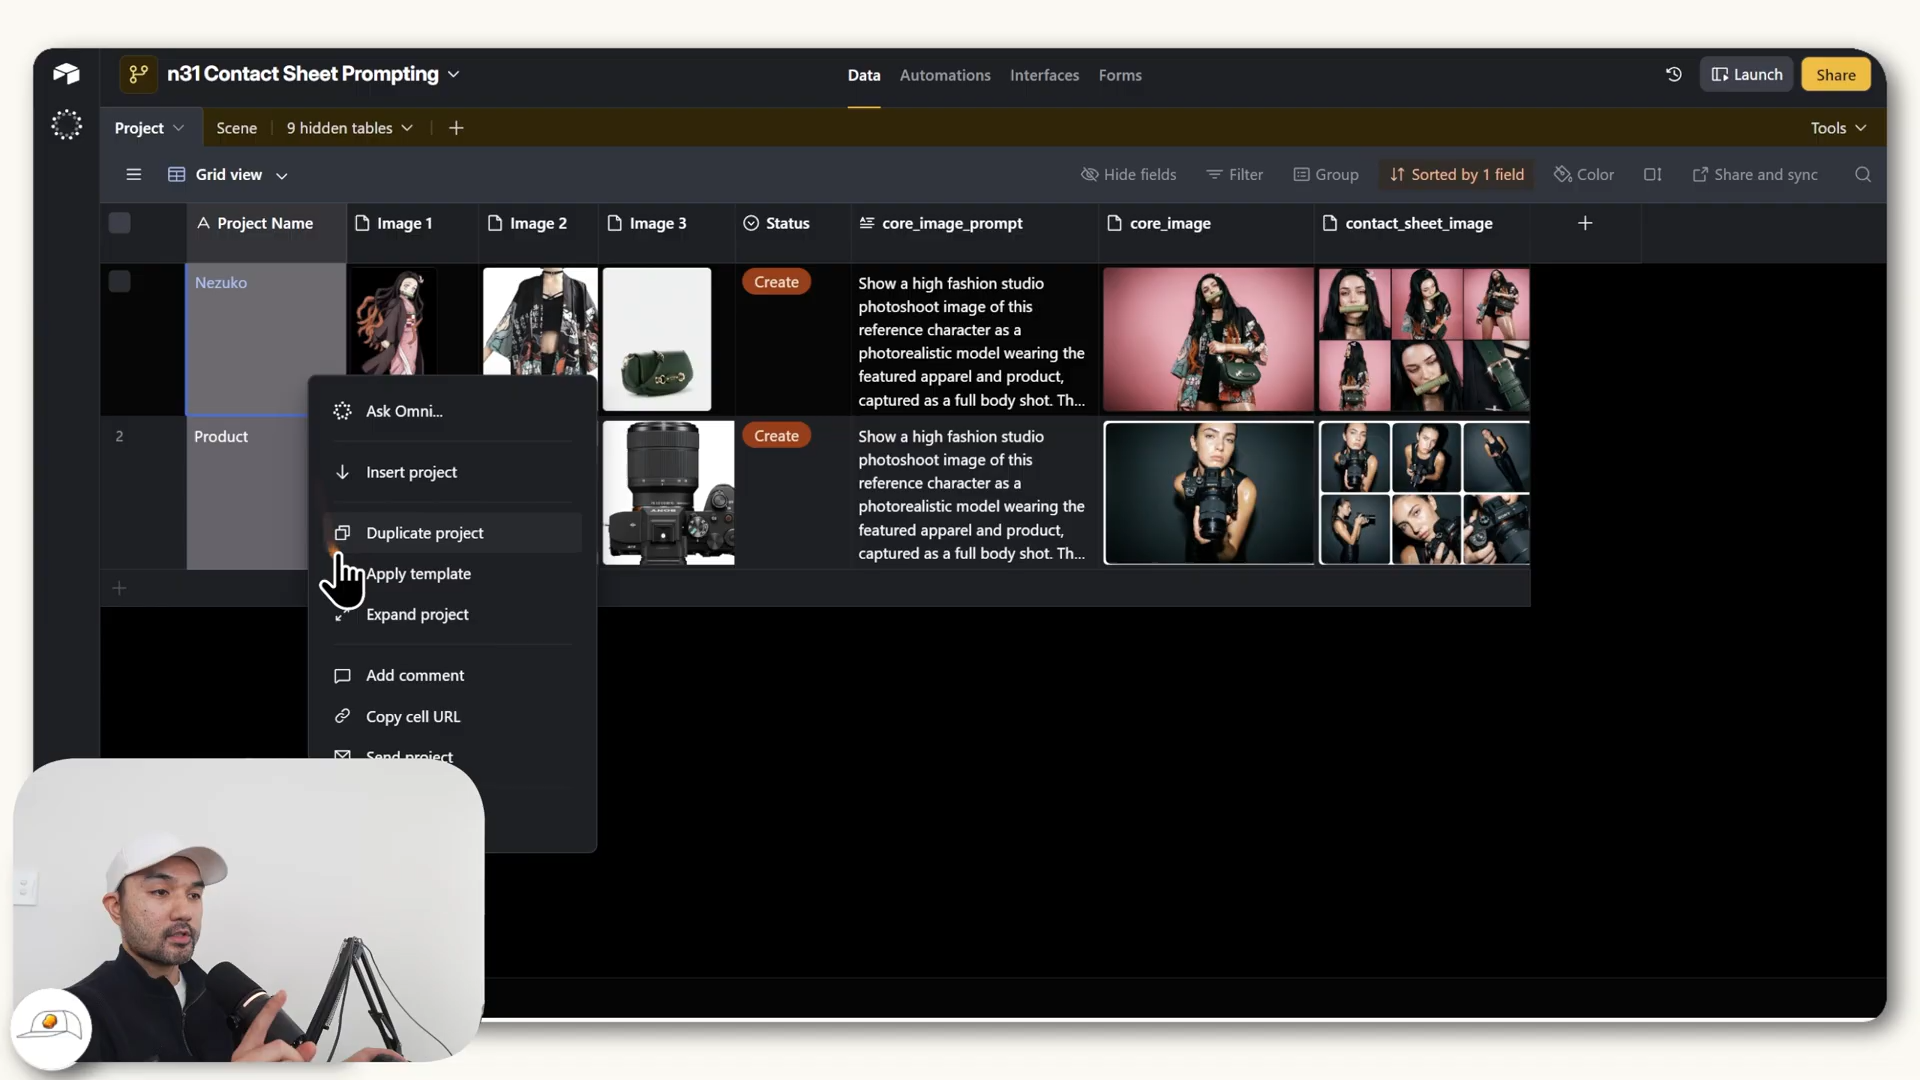 n31 Contact Sheet Prompting
Data Automations Interfaces Forms
Launch
Share
Project
Scene
9 hidden tables
Tools
Grid view
Hide fields
Filter
Group
Sorted by 1 field
Color
Share and sync
Project Name
Image 1
Image 2
Image 3
Status
core_image_prompt
core_image
contact_sheet_image
Nezuko
Create
Show a high fashion studio
photoshoot image of this
reference character as a
photorealistic model wearing the
featured apparel and product,
captured as a full body shot. Th...
2
Product
Create
Show a high fashion studio
photoshoot image of this
reference character as a
photorealistic model wearing the
featured apparel and product,
captured as a full body shot. Th...
SONY
Ask Omni...
Insert project
Duplicate project
Apply template
Expand project
Add comment
Copy cell URL
Send project